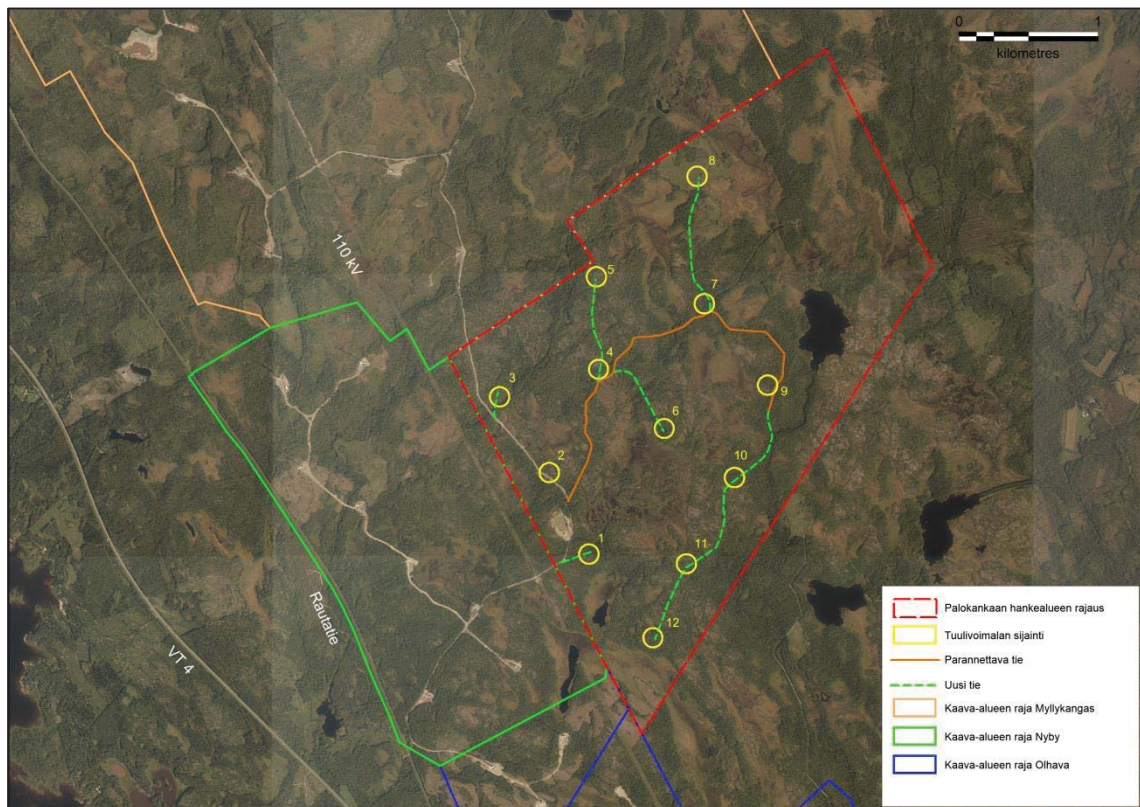 0 1
kilometres
8
110 kV
5
7
4
3
9
6
2
10
1
11
12
Rautatie
VT 4
Palokankaan hankealueen rajaus
Tuulivoimalan sijainti
Parannettava tie
Uusi tie
Kaava-alueen raja Myllykangas
Kaava-alueen raja Nyby
Kaava-alueen raja Olhava